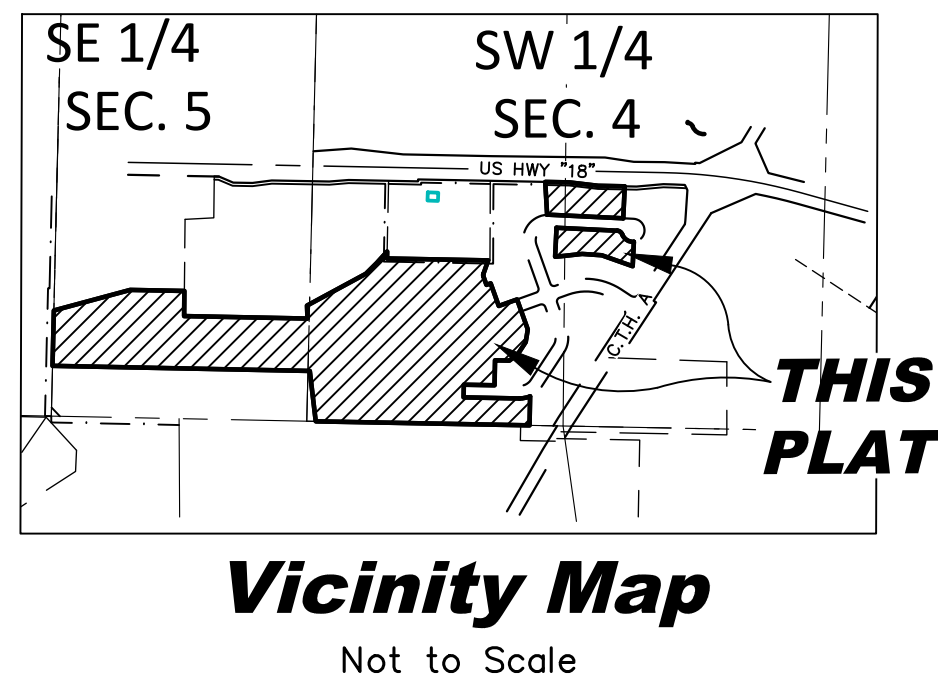 SE 1/4
SEC. 5
SW 1/4
SEC. 4
US HWY "18"
C.T.H. A
THIS
PLAT
Vicinity Map
Not to Scale